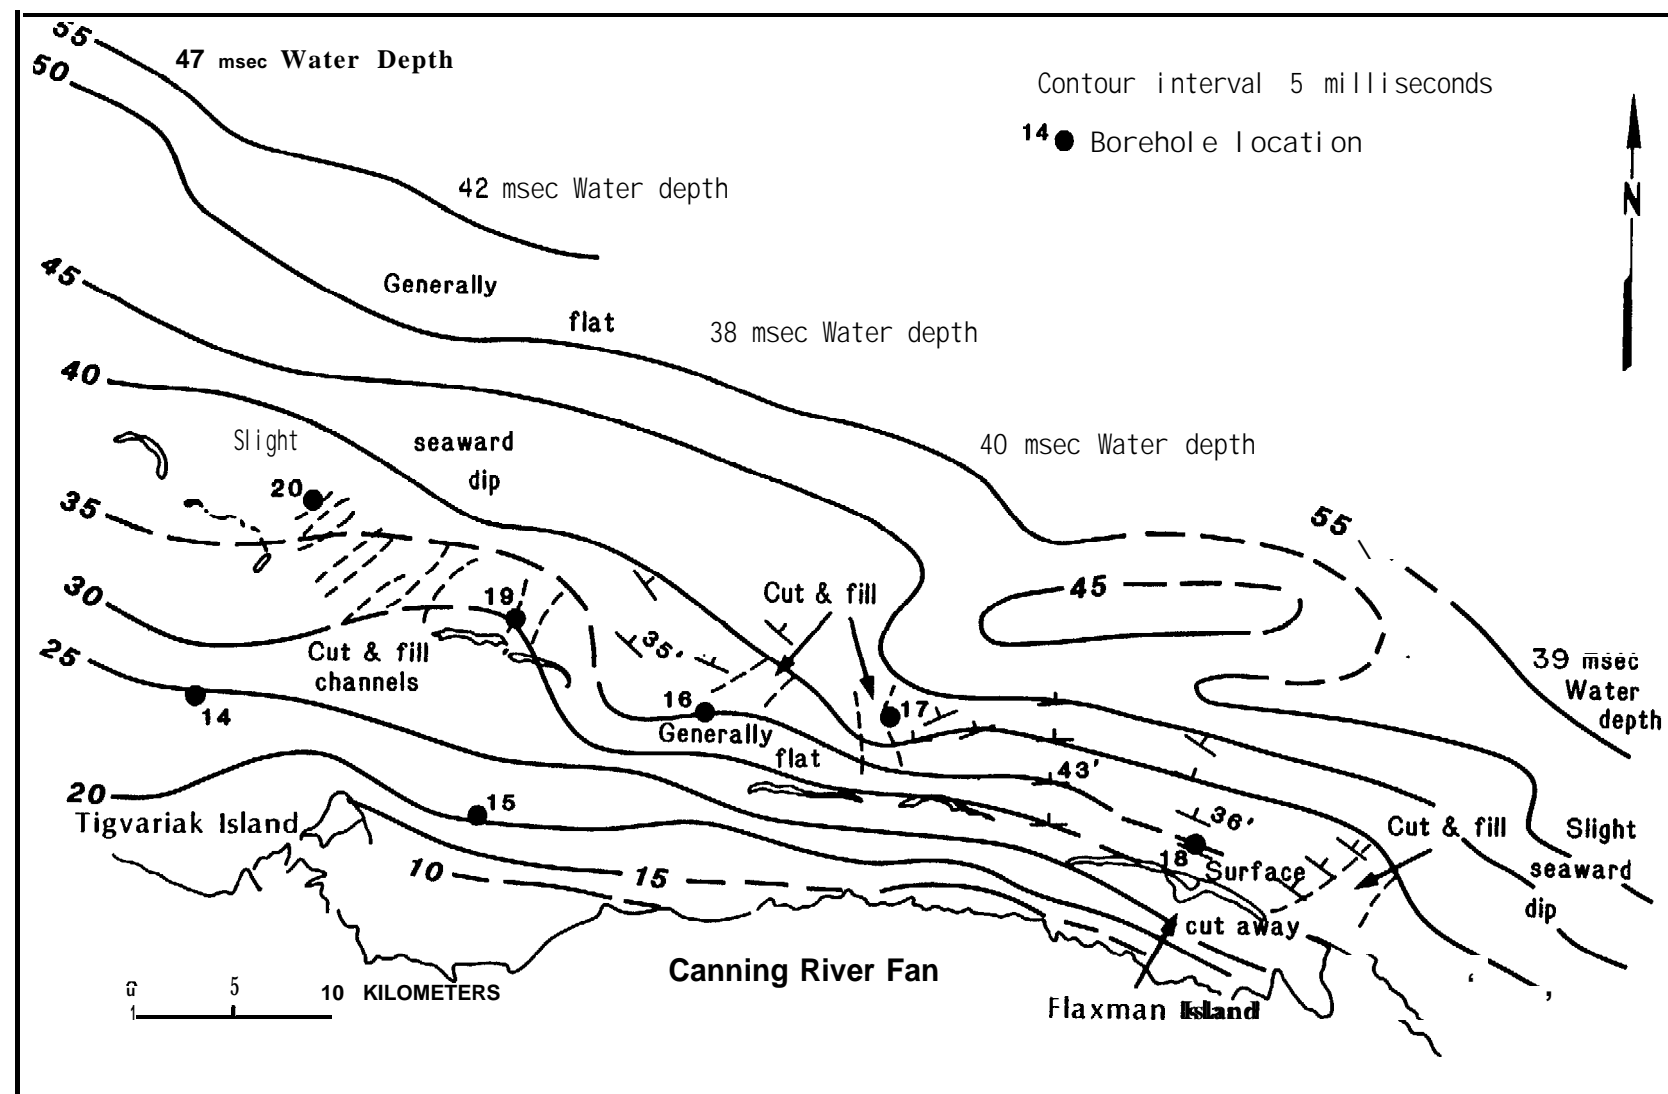 55
47 msec Water Depth
50
Contour interval 5 milliseconds
14 Borehole location
N
42 msec Water depth
45
Generally
flat
38 msec Water depth
40
Slight
seaward
dip
40 msec Water depth
20
35
55
30
19
Cut & fill
45
35'
Cut & fill
channels
25
39 msec
Water
depth
14
16
17
Generally
flat
43'
20
15
Tigvariak Island
36'
Cut & fill
Slight
seaward
dip
18
Surface
cut away
10
15
Canning River Fan
5
10 KILOMETERS
Flaxman Island